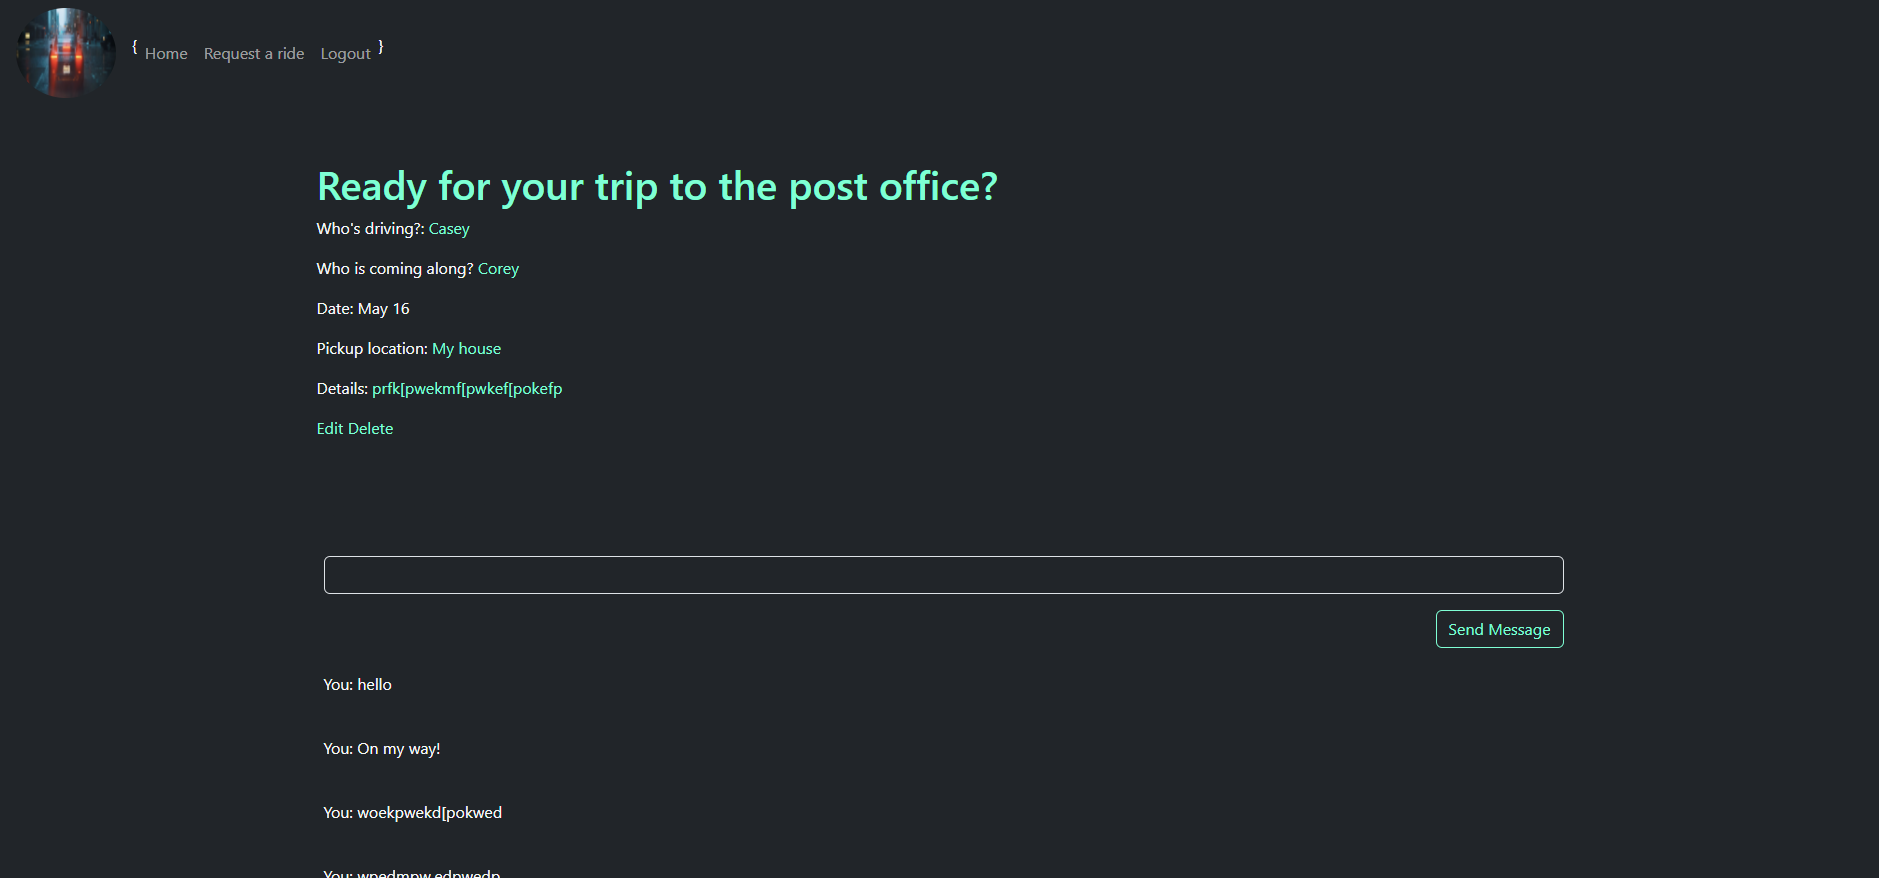 { Home Request a ride Logout }
Ready for your trip to the post office?
Who's driving?: Casey
Who is coming along? Corey
Date: May 16
Pickup location: My house
Details: prfk[pwekmf[pwkef[pokefp
Edit Delete
Send Message
You: hello
You: On my way!
You: woekpwekd[pokwed
You: wpedmpw,edpwedp